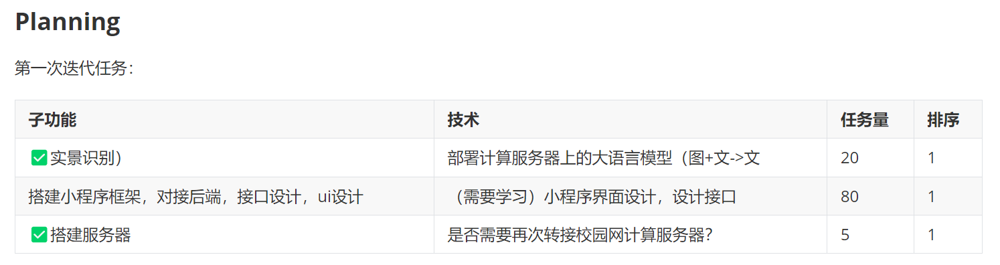 Planning
第一次迭代任务：
子功能 技术 任务量 排序
✅实景识别） 部署计算服务器上的大语言模型（图+文->文 20 1
搭建小程序框架，对接后端，接口设计，ui设计 （需要学习）小程序界面设计，设计接口 80 1
✅搭建服务器 是否需要再次转接校园网计算服务器？ 5 1